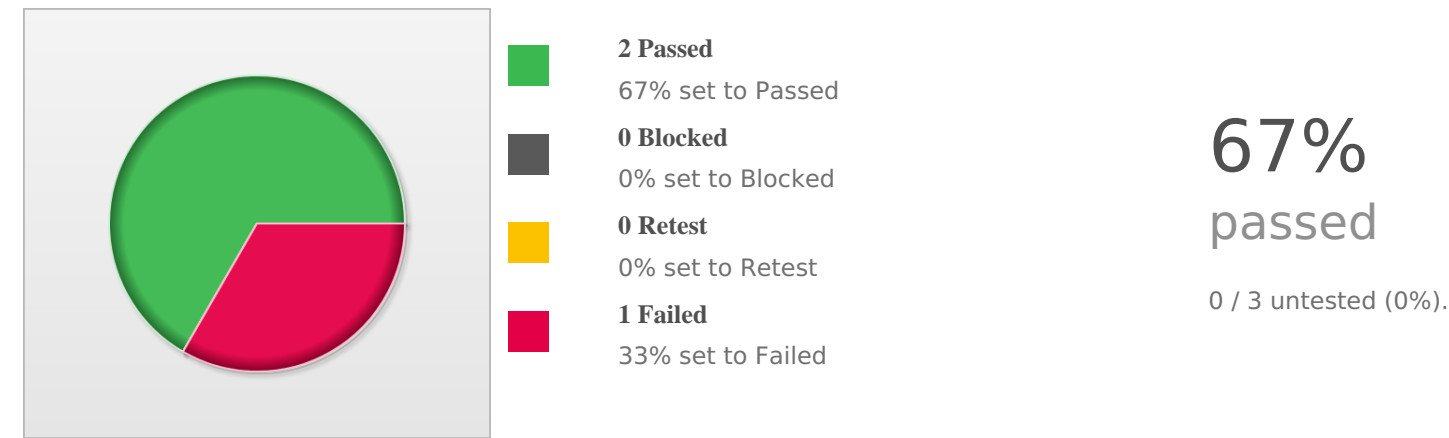 2 Passed
67% set to Passed
0 Blocked
0% set to Blocked
0 Retest
0% set to Retest
1 Failed
33% set to Failed
67%
passed
0 / 3 untested (0%).